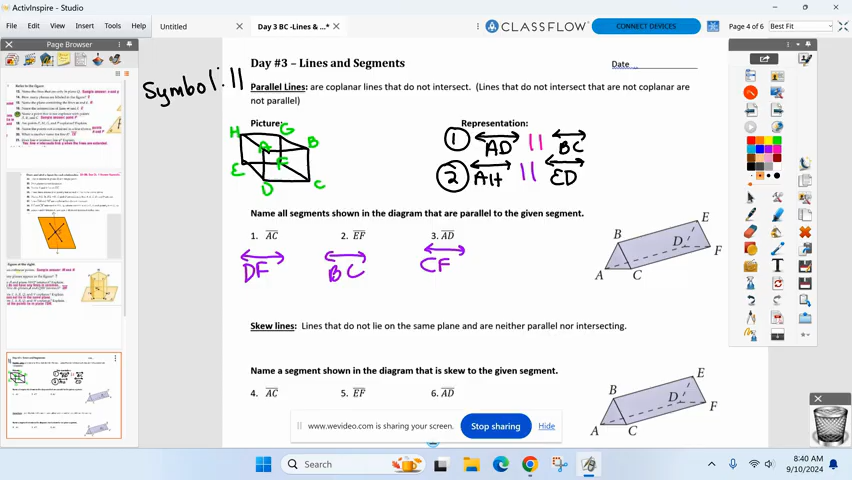 ActivInspire - Studio
File Edit View Insert Tools Help
Untitled
Day 3 BC -Lines &...*
CLASSFLOW
CONNECT DEVICES
Page 4 of 6
Best Fit
Page Browser
Symbol: ||
Day #3 – Lines and Segments
Date
Parallel Lines: are coplanar lines that do not intersect. (Lines that do not intersect that are not coplanar are
not parallel)
Picture:
Representation:
H G
A B
E F
D C
1 AD || BC
2 AH || ED
Name all segments shown in the diagram that are parallel to the given segment.
1. AC 2. EF 3. AD
DF BC CF
B E
D F
A C
Skew lines: Lines that do not lie on the same plane and are neither parallel nor intersecting.
Name a segment shown in the diagram that is skew to the given segment.
4. AC 5. EF 6. AD
B E
D F
A C
www.wevideo.com is sharing your screen.
Stop sharing
Hide
Search
8:40 AM
9/10/2024